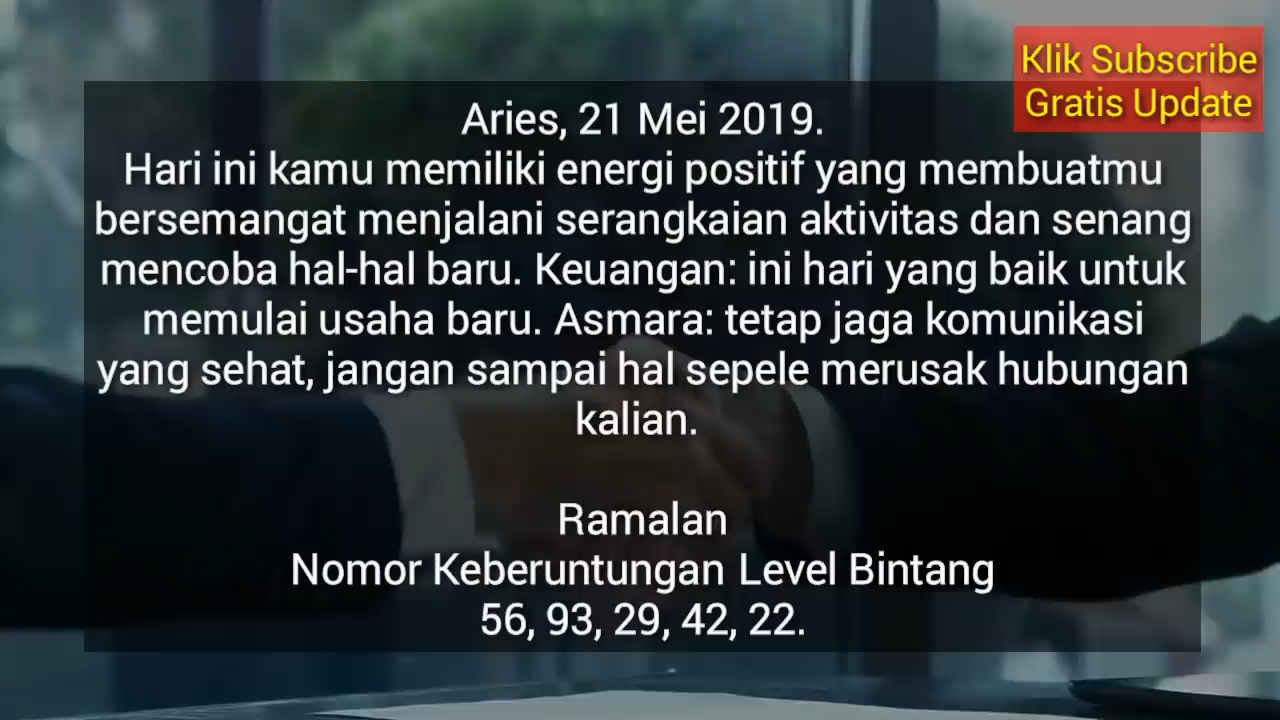 Klik Subscribe
Gratis Update
Aries, 21 Mei 2019.
Hari ini kamu memiliki energi positif yang membuatmu
bersemangat menjalani serangkaian aktivitas dan senang
mencoba hal-hal baru. Keuangan: ini hari yang baik untuk
memulai usaha baru. Asmara: tetap jaga komunikasi
yang sehat, jangan sampai hal sepele merusak hubungan
kalian.
Ramalan
Nomor Keberuntungan Level Bintang
56, 93, 29, 42, 22.